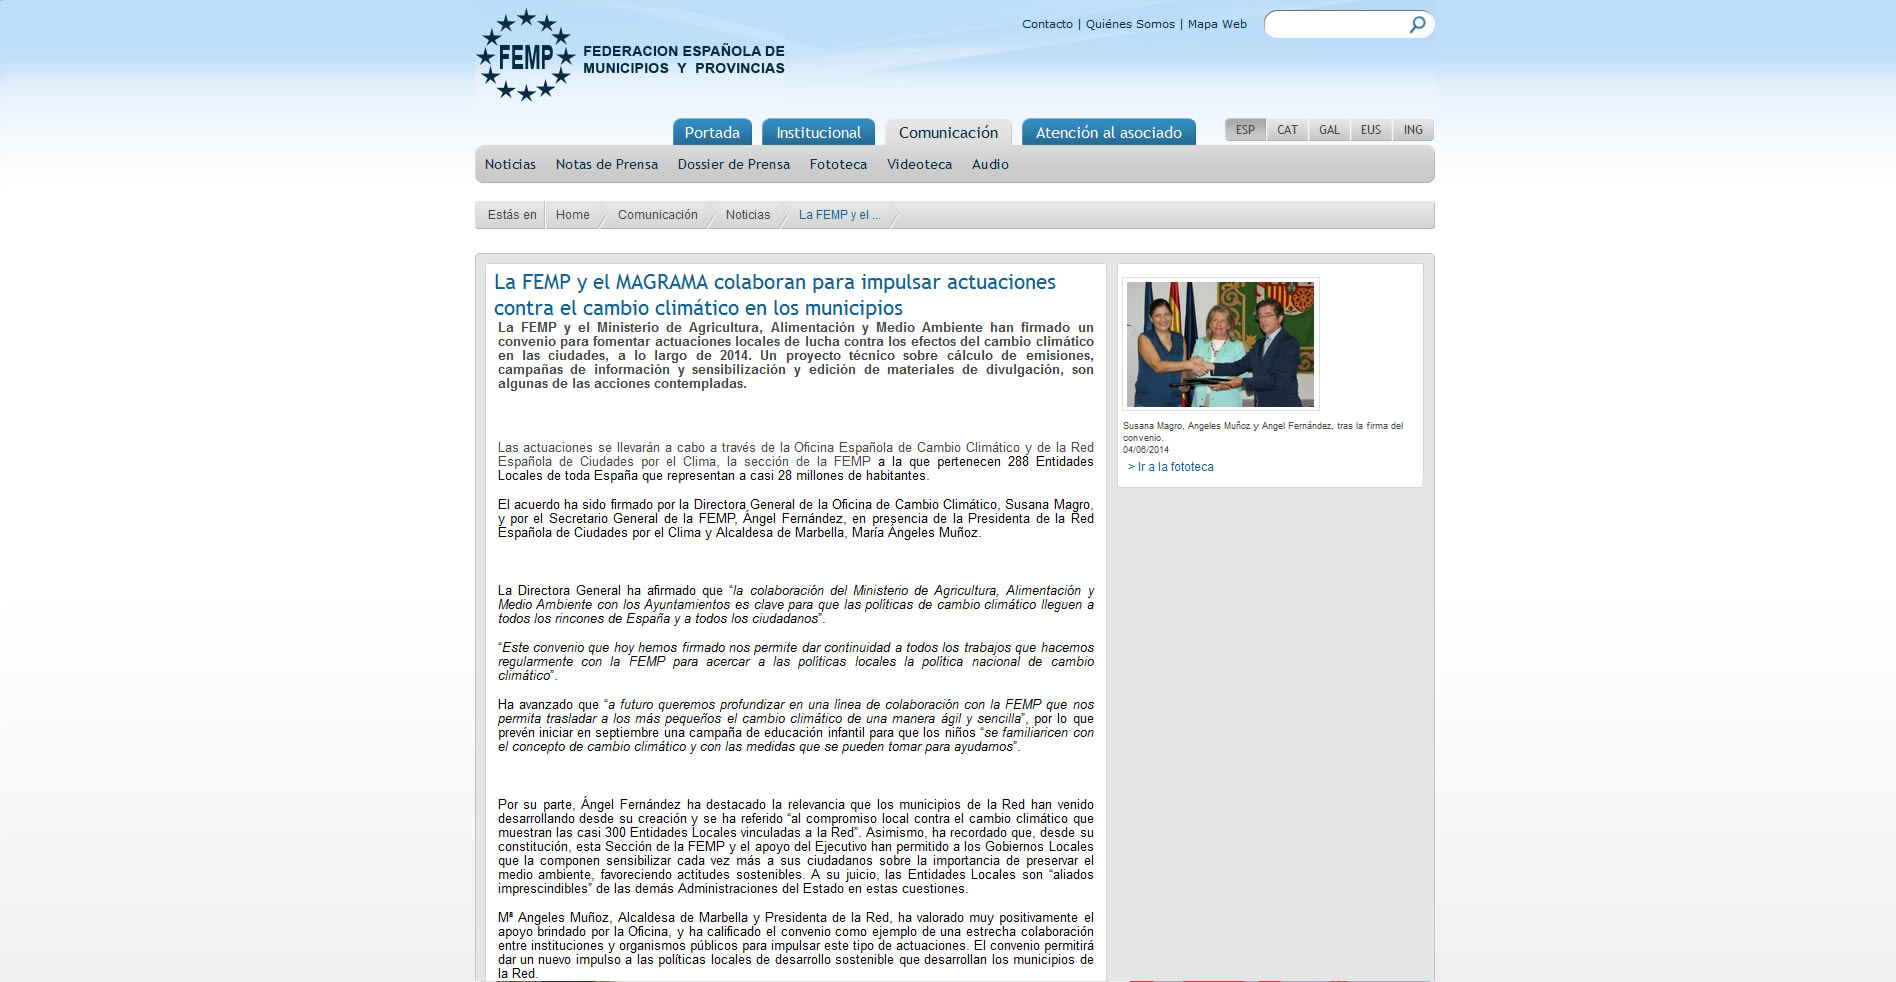 Contacto | Quiénes Somos | Mapa Web
FEMP
FEDERACION ESPAÑOLA DE
MUNICIPIOS Y PROVINCIAS
Portada
Institucional
Comunicación
Atención al asociado
ESP
CAT
GAL
EUS
ING
Noticias
Notas de Prensa
Dossier de Prensa
Fototeca
Videoteca
Audio
Estás en
Home
Comunicación
Noticias
La FEMP y el ...
La FEMP y el MAGRAMA colaboran para impulsar actuaciones
contra el cambio climático en los municipios
La FEMP y el Ministerio de Agricultura, Alimentación y Medio Ambiente han firmado un
convenio para fomentar actuaciones locales de lucha contra los efectos del cambio climático
en las ciudades, a lo largo de 2014. Un proyecto técnico sobre cálculo de emisiones,
campañas de información y sensibilización y edición de materiales de divulgación, son
algunas de las acciones contempladas.
Las actuaciones se llevarán a cabo a través de la Oficina Española de Cambio Climático y de la Red
Española de Ciudades por el Clima, la sección de la FEMP a la que pertenecen 288 Entidades
Locales de toda España que representan a casi 28 millones de habitantes.
El acuerdo ha sido firmado por la Directora General de la Oficina de Cambio Climático, Susana Magro,
y por el Secretario General de la FEMP, Ángel Fernández, en presencia de la Presidenta de la Red
Española de Ciudades por el Clima y Alcaldesa de Marbella, María Ángeles Muñoz.
La Directora General ha afirmado que “la colaboración del Ministerio de Agricultura, Alimentación y
Medio Ambiente con los Ayuntamientos es clave para que las políticas de cambio climático lleguen a
todos los rincones de España y a todos los ciudadanos”.
“Este convenio que hoy hemos firmado nos permite dar continuidad a todos los trabajos que hacemos
regularmente con la FEMP para acercar a las políticas locales la política nacional de cambio
climático”.
Ha avanzado que “a futuro queremos profundizar en una línea de colaboración con la FEMP que nos
permita trasladar a los más pequeños el cambio climático de una manera ágil y sencilla”, por lo que
prevén iniciar en septiembre una campaña de educación infantil para que los niños “se familiaricen con
el concepto de cambio climático y con las medidas que se pueden tomar para ayudarnos”.
Por su parte, Ángel Fernández ha destacado la relevancia que los municipios de la Red han venido
desarrollando desde su creación y se ha referido “al compromiso local contra el cambio climático que
muestran las casi 300 Entidades Locales vinculadas a la Red”. Asimismo, ha recordado que, desde su
constitución, esta Sección de la FEMP y el apoyo del Ejecutivo han permitido a los Gobiernos Locales
que la componen sensibilizar cada vez más a sus ciudadanos sobre la importancia de preservar el
medio ambiente, favoreciendo actitudes sostenibles. A su juicio, las Entidades Locales son “aliados
imprescindibles” de las demás Administraciones del Estado en estas cuestiones.
Mª Angeles Muñoz, Alcaldesa de Marbella y Presidenta de la Red, ha valorado muy positivamente el
apoyo brindado por la Oficina, y ha calificado el convenio como ejemplo de una estrecha colaboración
entre instituciones y organismos públicos para impulsar este tipo de actuaciones. El convenio permitirá
dar un nuevo impulso a las políticas locales de desarrollo sostenible que desarrollan los municipios de
la Red.
Susana Magro, Angeles Muñoz y Angel Fernández, tras la firma del
convenio.
04/06/2014
> Ir a la fototeca